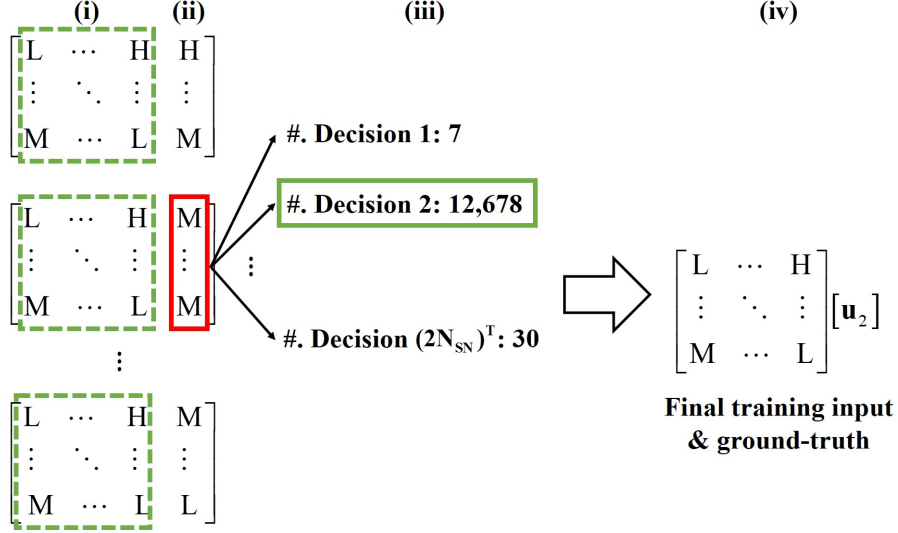 (i) (ii) (iii) (iv)
L ⋯ H H
⋮ ⋱ ⋮ ⋮
M ⋯ L M
#. Decision 1: 7
L ⋯ H M
#. Decision 2: 12,678
⋮ ⋱ ⋮ ⋮
⋮
M ⋯ L M
#. Decision (2N_SN)^T: 30
⋮
L ⋯ H M
⋮ ⋱ ⋮ ⋮
M ⋯ L L
L ⋯ H
⋮ ⋱ ⋮ [u_2]
M ⋯ L
Final training input
& ground-truth